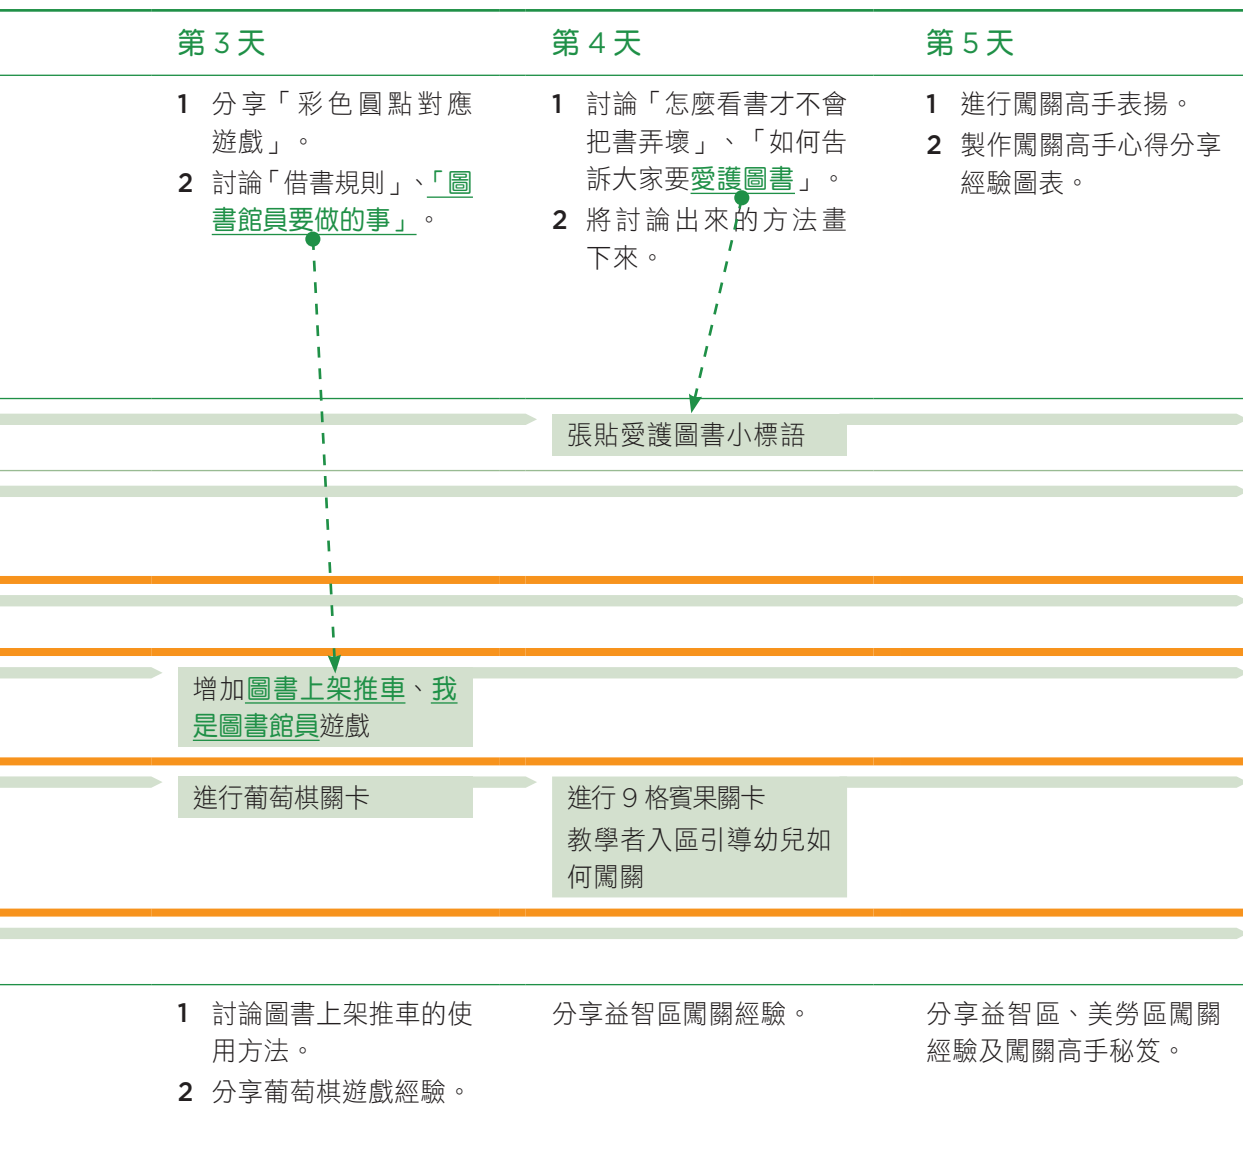 第 3 天
1 分享「彩色圓點對應
遊戲」。
2 討論「借書規則」、「圖
書館員要做的事」。
第 4 天
1 討論「怎麼看書才不會
把書弄壞」、「如何告
訴大家要愛護圖書」。
2 將討論出來的方法畫
下來。
第 5 天
1 進行闖關高手表揚。
2 製作闖關高手心得分享
經驗圖表。
張貼愛護圖書小標語
增加圖書上架推車、我
是圖書館員遊戲
進行葡萄棋關卡
進行 9 格賓果關卡
教學者入區引導幼兒如
何闖關
1 討論圖書上架推車的使
用方法。
2 分享葡萄棋遊戲經驗。
分享益智區闖關經驗。
分享益智區、美勞區闖關
經驗及闖關高手秘笈。